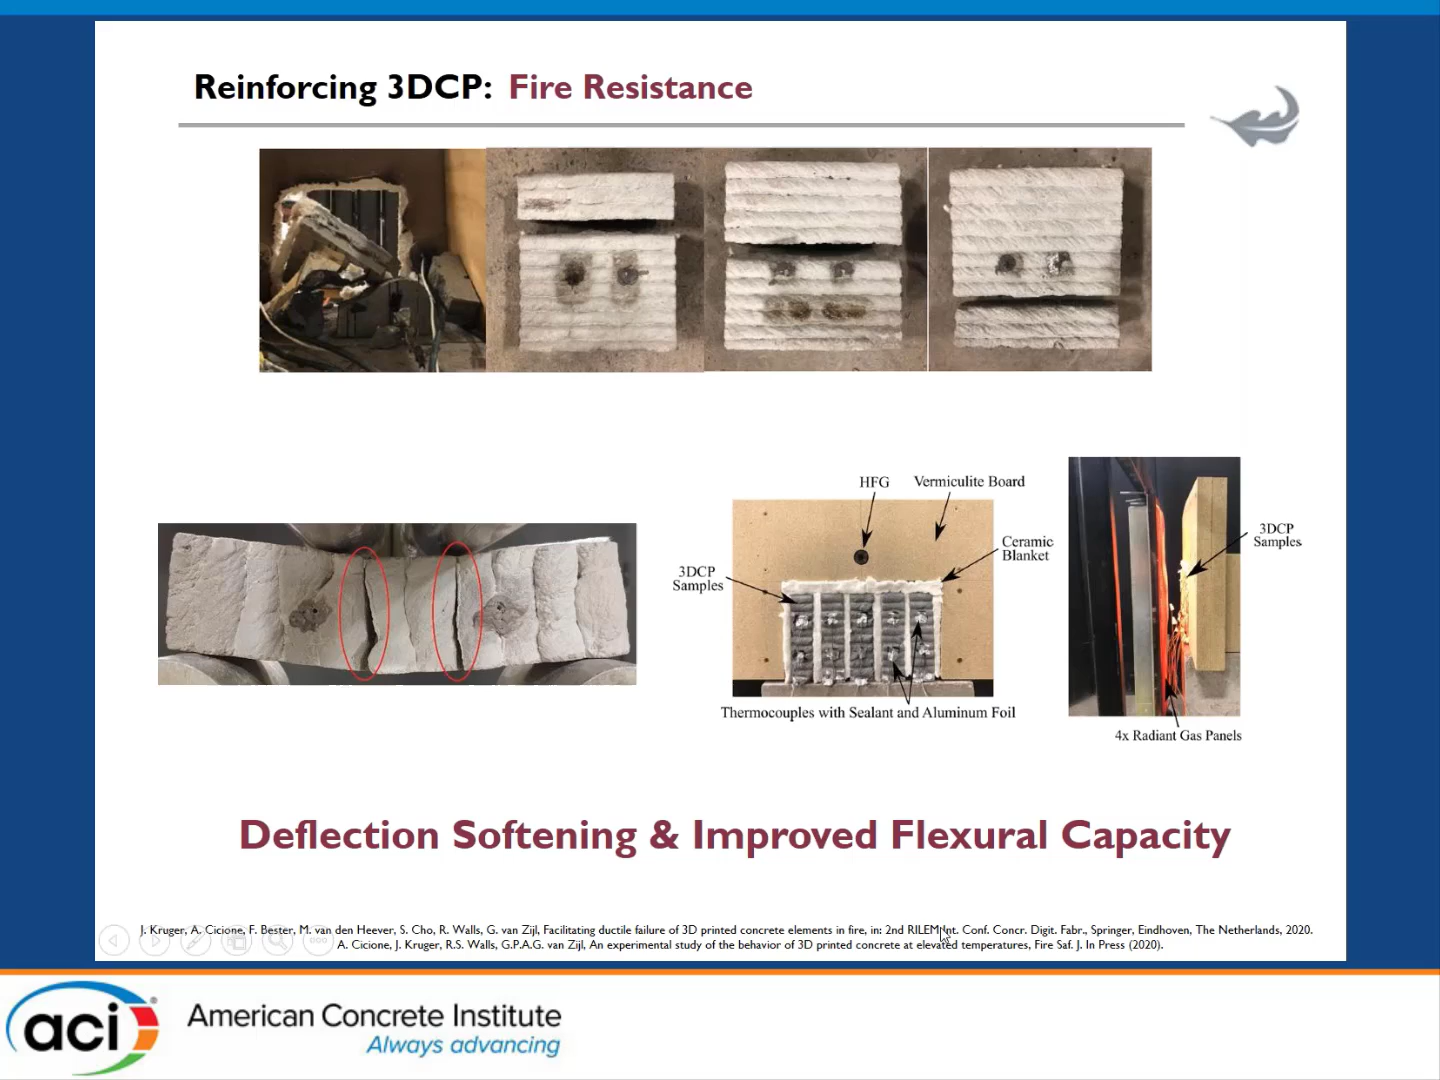 Reinforcing 3DCP: Fire Resistance
HFG
Vermiculite Board
Ceramic
Blanket
3DCP
Samples
Thermocouples with Sealant and Aluminum Foil
3DCP
Samples
4x Radiant Gas Panels
Deflection Softening & Improved Flexural Capacity
J. Kruger, A. Cicione, F. Bester, M. van den Heever, S. Cho, R. Walls, G. van Zijl, Facilitating ductile failure of 3D printed concrete elements in fire, in: 2nd RILEM Int. Conf. Concr. Digit. Fabr., Springer, Eindhoven, The Netherlands, 2020.
A. Cicione, J. Kruger, R.S. Walls, G.P.A.G. van Zijl, An experimental study of the behavior of 3D printed concrete at elevated temperatures, Fire Saf. J. In Press (2020).
aci
American Concrete Institute
Always advancing